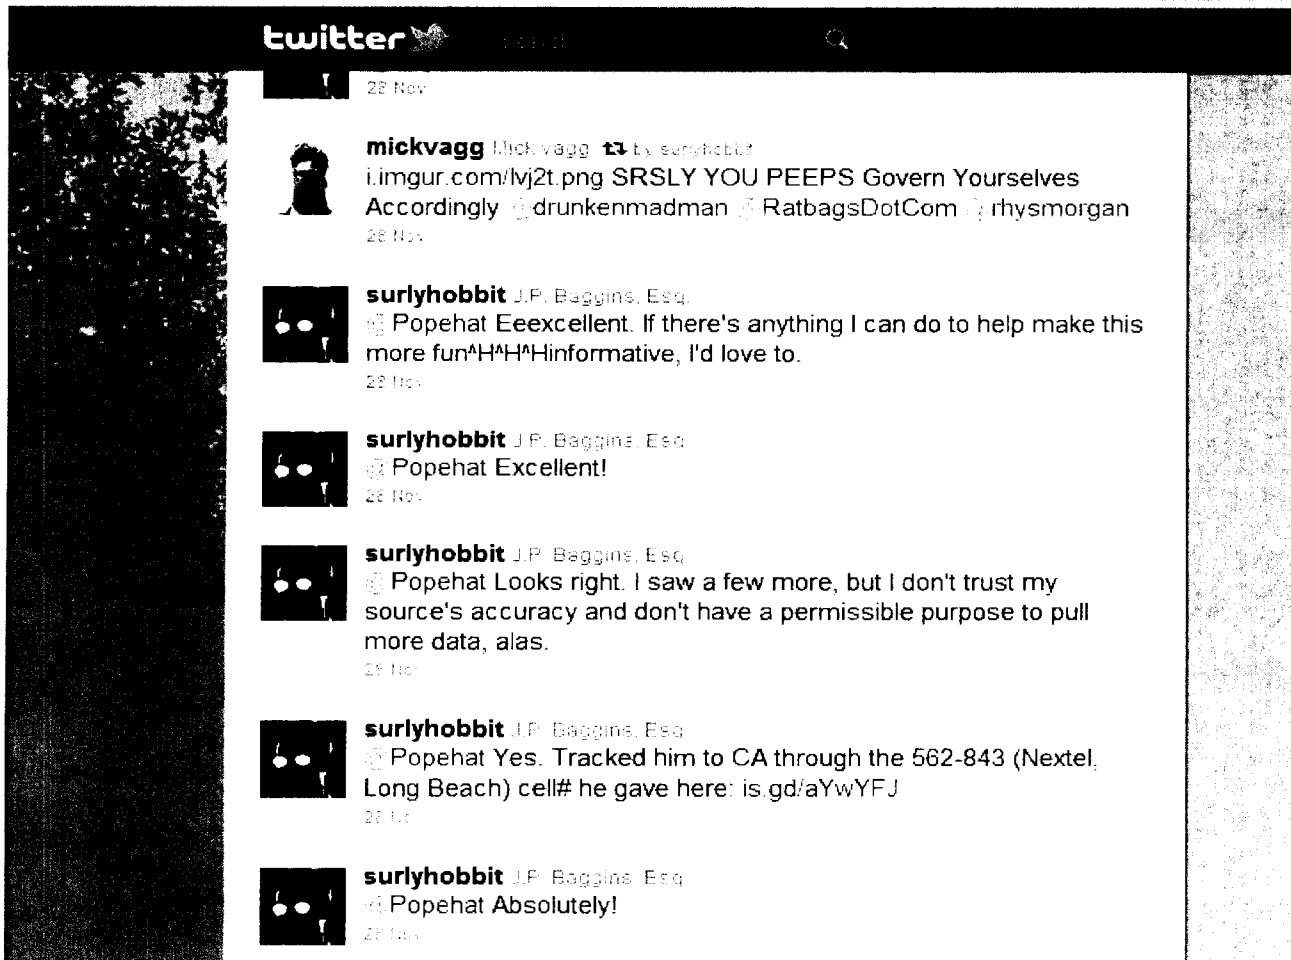 twitter
28 Nov
mickvagg Mick vagg by surlyhobbit
i.imgur.com/lvj2t.png SRSLY YOU PEEPS Govern Yourselves
Accordingly @drunkenmadman @RatbagsDotCom @rhysmorgan
28 Nov
surlyhobbit J.P. Baggins, Esq.
@Popehat Eeexcellent. If there's anything I can do to help make this
more fun^H^H^Hinformative, I'd love to.
28 Nov
surlyhobbit J.P. Baggins, Esq.
@Popehat Excellent!
28 Nov
surlyhobbit J.P. Baggins, Esq.
@Popehat Looks right. I saw a few more, but I don't trust my
source's accuracy and don't have a permissible purpose to pull
more data, alas.
28 Nov
surlyhobbit J.P. Baggins, Esq.
@Popehat Yes. Tracked him to CA through the 562-843 (Nextel,
Long Beach) cell# he gave here: is.gd/aYwYFJ
28 Nov
surlyhobbit J.P. Baggins, Esq.
@Popehat Absolutely!
28 Nov